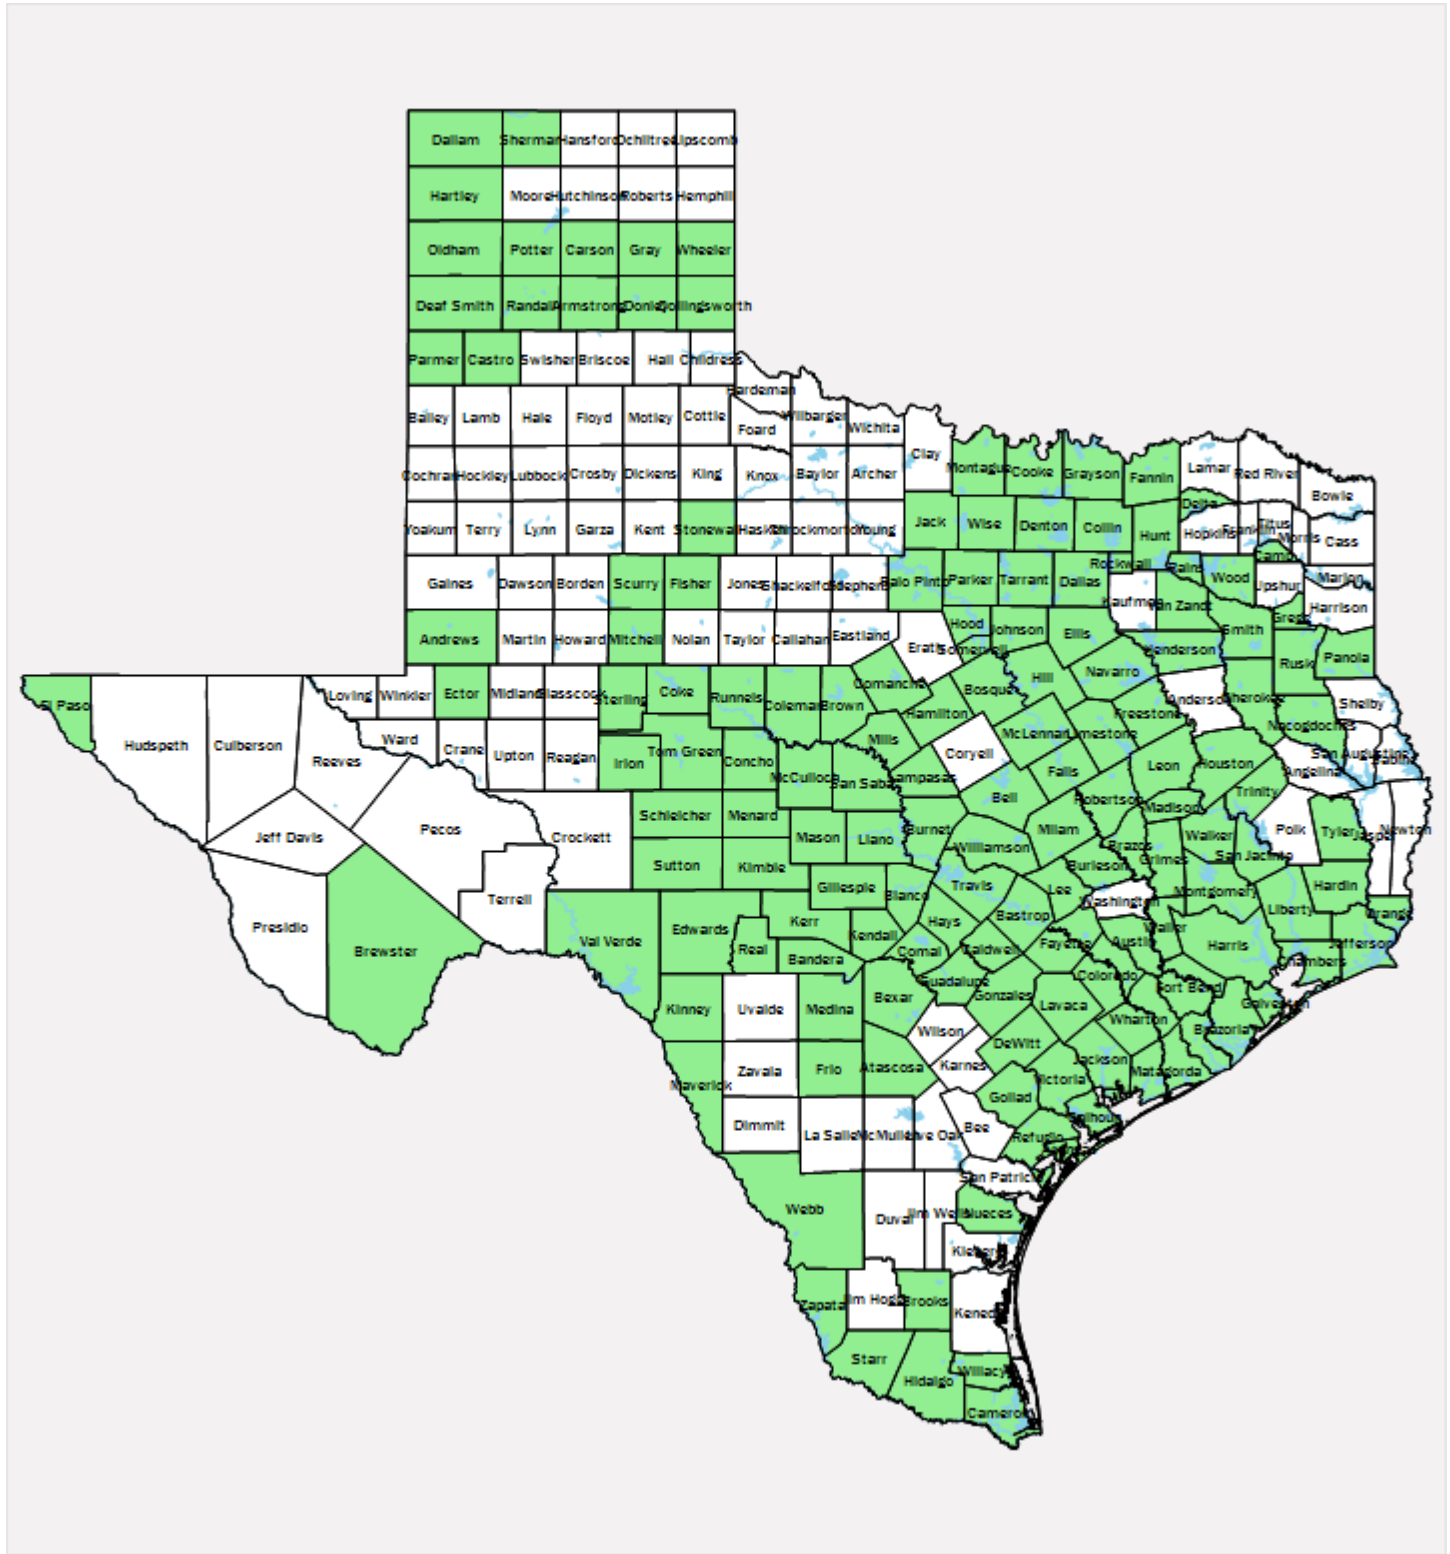 Dallam Sherman Hansford Ochiltree Lipscomb
Hartley Moore Hutchinson Roberts Hemphill
Oldham Potter Carson Gray Wheeler
Deaf Smith Randall Armstrong Donley Collingsworth
Parmer Castro Swisher Briscoe Hall Childress
Hardeman
Bailey Lamb Hale Floyd Motley Cottle Foard Wilbarger Wichita
Clay Montague Cooke Grayson Fannin Lamar Red River Bowie
Cochran Hockley Lubbock Crosby Dickens King Knox Baylor Archer
Delta
Yoakum Terry Lynn Garza Kent Stonewall Haskell Throckmorton Young Jack Wise Denton Collin Hunt Hopkins Franklin Titus Morris Cass
Rockwall Rains Camp
Gaines Dawson Borden Scurry Fisher Jones Shackelford Stephens Palo Pinto Parker Tarrant Dallas Kaufman Van Zandt Wood Upshur Marion
Harrison
Andrews Martin Howard Mitchell Nolan Taylor Callahan Eastland Erath Hood Somervell Johnson Ellis Henderson Smith Gregg
Rusk Panola
El Paso Loving Winkler Ector Midland Glasscock Sterling Coke Runnels Coleman Brown Comanche Bosque Hill Navarro Anderson Cherokee Shelby
Hamilton Freestone Nacogdoches
Hudspeth Culberson Reeves Ward Crane Upton Reagan Irion Tom Green Concho Mills Coryell McLennan Limestone San Augustine Sabine
McCulloch San Saba Lampasas Falls Leon Houston Angelina
Bell Robertson Madison Trinity
Jeff Davis Pecos Crockett Schleicher Menard Mason Llano Burnet Williamson Milam Brazos Grimes Walker San Jacinto Polk Tyler Jasper Newton
Sutton Kimble Burleson
Terrell Gillespie Blanco Travis Lee Washington Montgomery Liberty Hardin
Presidio Brewster Val Verde Edwards Real Kerr Kendall Hays Bastrop Orange
Bandera Comal Caldwell Fayette Austin Waller Harris Chambers Jefferson
Guadalupe Colorado Fort Bend
Kinney Uvalde Medina Bexar Wilson Gonzales Lavaca Wharton Brazoria Galveston
Maverick Zavala Frio Atascosa Karnes DeWitt Jackson Matagorda
Victoria Goliad Calhoun
Dimmit La Salle McMullen Live Oak Bee Refugio
San Patricio
Webb Duval Jim Wells Nueces
Kleberg
Zapata Jim Hogg Brooks Kenedy
Starr Hidalgo Willacy
Cameron